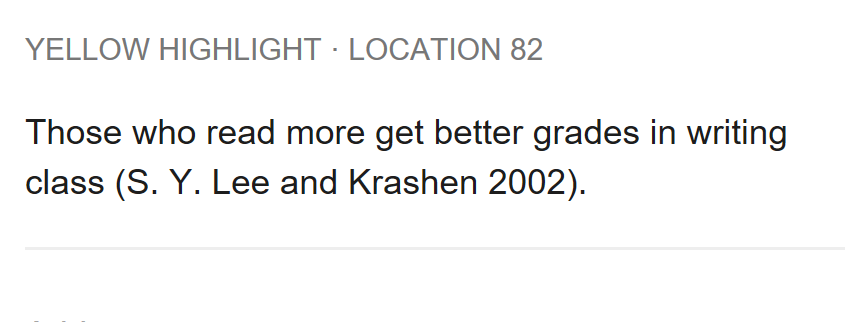 YELLOW HIGHLIGHT · LOCATION 82
Those who read more get better grades in writing
class (S. Y. Lee and Krashen 2002).